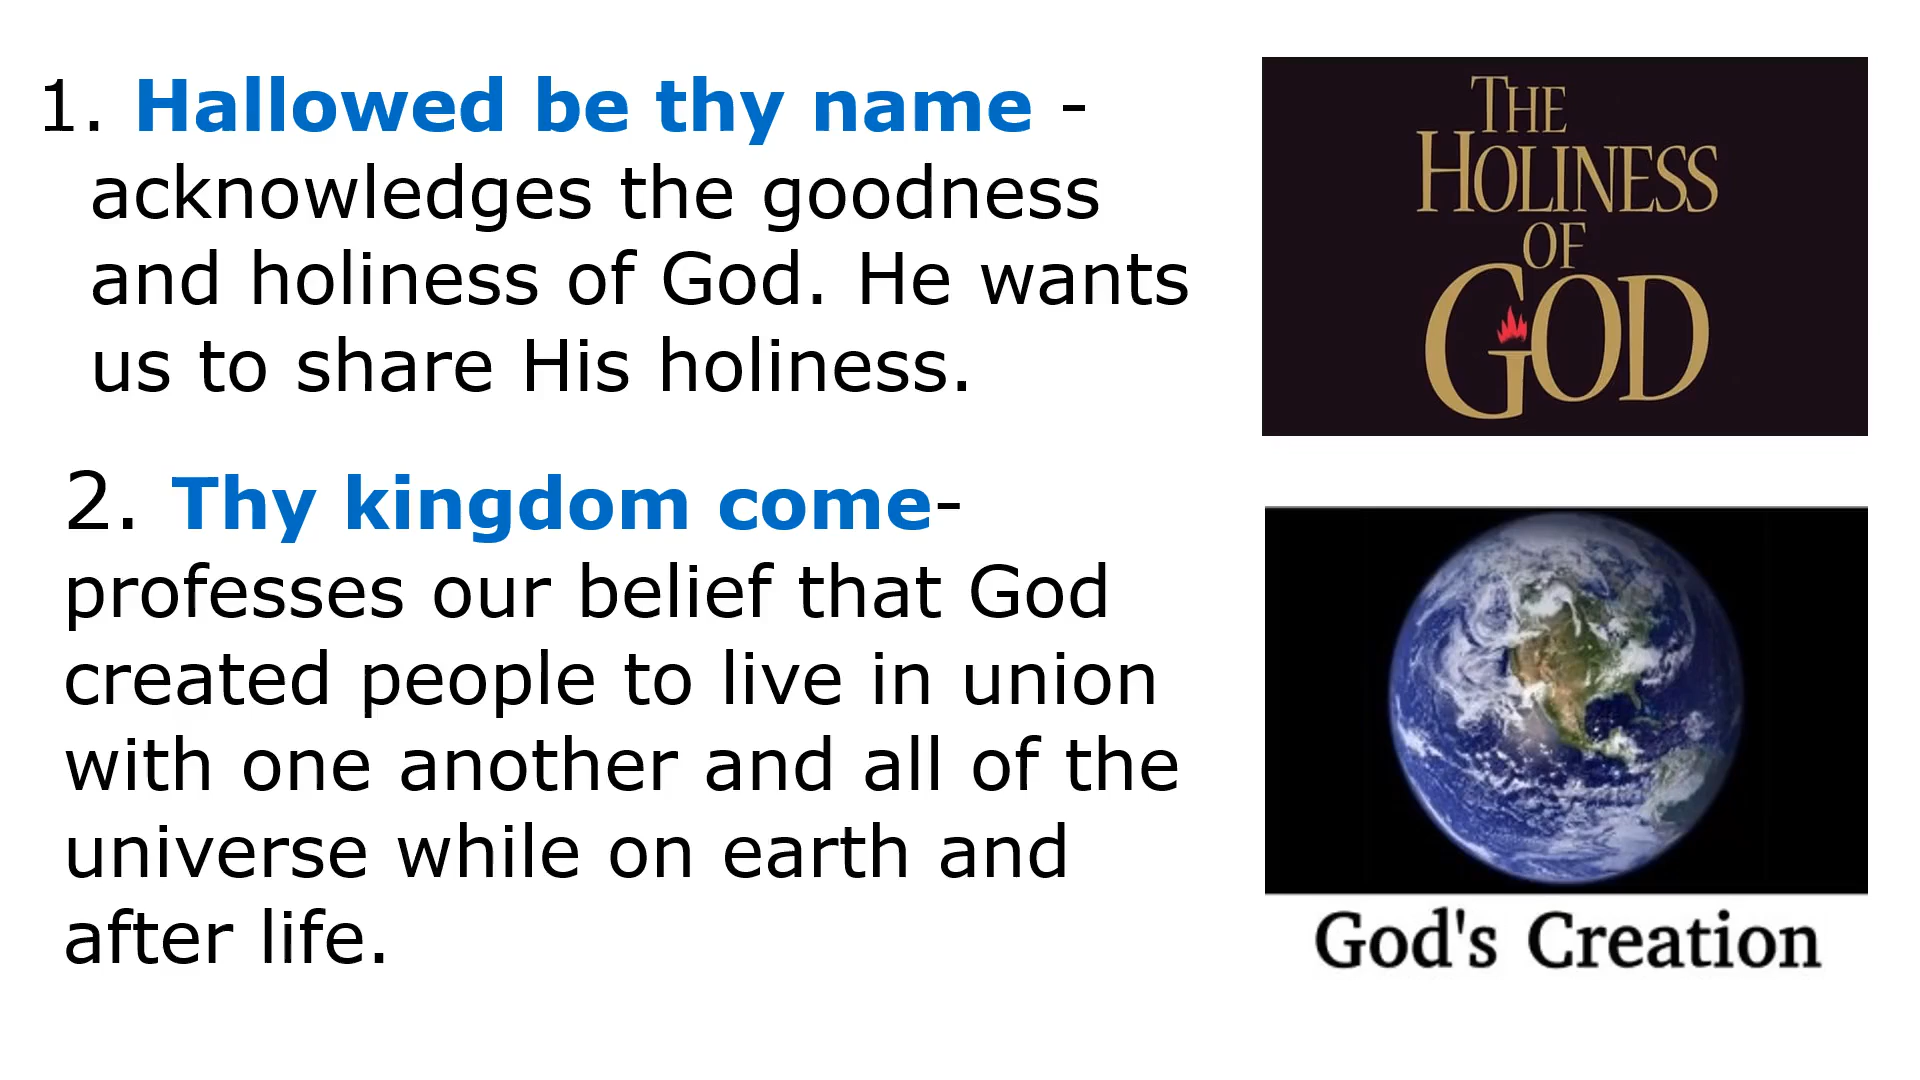 1. Hallowed be thy name -
acknowledges the goodness
and holiness of God. He wants
us to share His holiness.
2. Thy kingdom come-
professes our belief that God
created people to live in union
with one another and all of the
universe while on earth and
after life.
THE
HOLINESS
OF
GOD
God's Creation